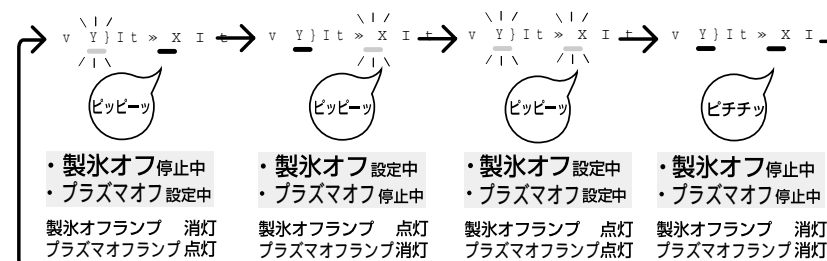 v Y}It » X I t
v Y}It » X I t
v Y}It » X I t
v Y}It » X I
ピッピーッ
ピッピーッ
ピッピーッ
ピチチッ
・製氷オフ停止中
・プラズマオフ設定中
製氷オフランプ 消灯
プラズマオフランプ点灯
・製氷オフ設定中
・プラズマオフ停止中
製氷オフランプ 点灯
プラズマオフランプ消灯
・製氷オフ設定中
・プラズマオフ設定中
製氷オフランプ 点灯
プラズマオフランプ点灯
・製氷オフ停止中
・プラズマオフ停止中
製氷オフランプ 消灯
プラズマオフランプ消灯